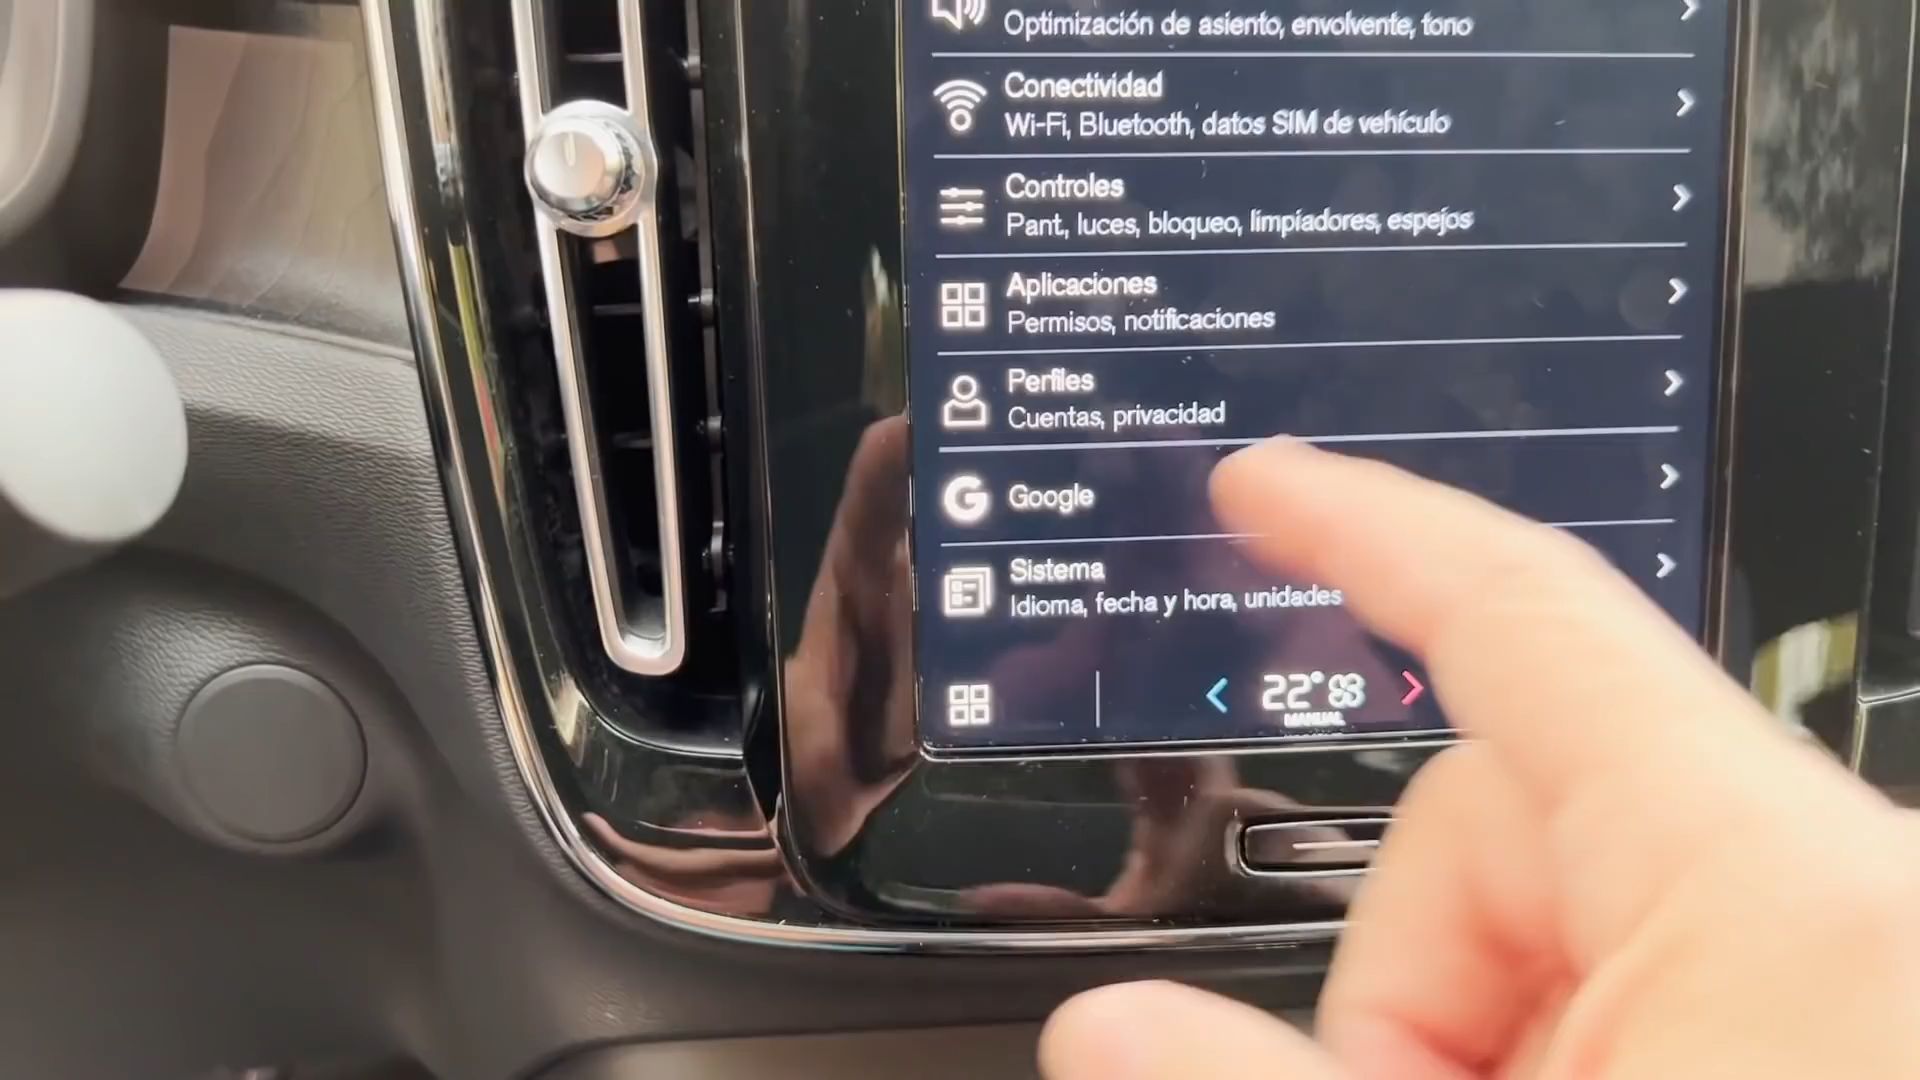 Optimización de asiento, envolvente, tono
Conectividad
Wi-Fi, Bluetooth, datos SIM de vehículo
Controles
Pant., luces, bloqueo, limpiadores, espejos
Aplicaciones
Permisos, notificaciones
Perfiles
Cuentas, privacidad
Google
Sistema
Idioma, fecha y hora, unidades
22°
MANUAL